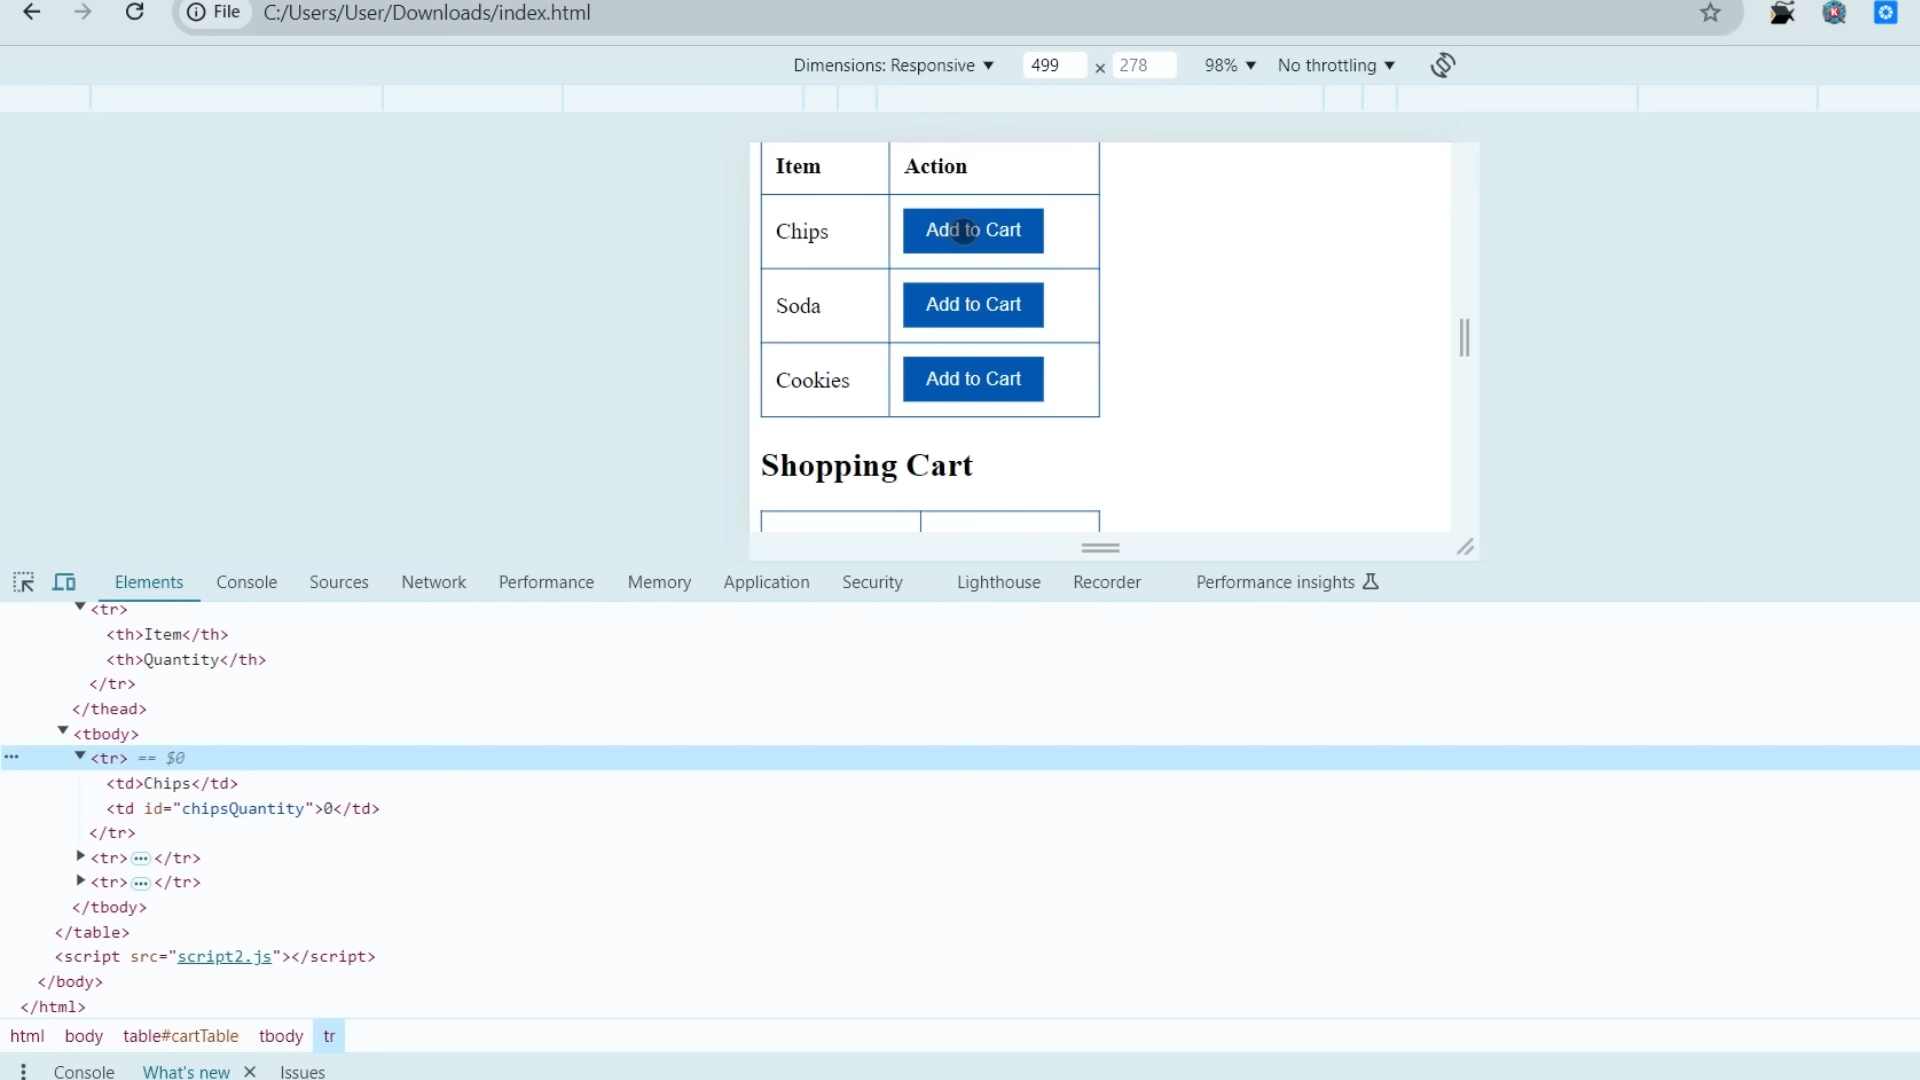 File C:/Users/User/Downloads/index.html
Dimensions: Responsive ▼ 499 × 278 98% ▼ No throttling ▼
Item Action
Chips Add to Cart
Soda Add to Cart
Cookies Add to Cart
Shopping Cart
Elements Console Sources Network Performance Memory Application Security Lighthouse Recorder Performance insights
<tr>
<th>Item</th>
<th>Quantity</th>
</tr>
</thead>
<tbody>
<tr> == $0
<td>Chips</td>
<td id="chipsQuantity">0</td>
</tr>
<tr>…</tr>
<tr>…</tr>
</tbody>
</table>
<script src="script2.js"></script>
</body>
</html>
html body table#cartTable tbody tr
Console What's new × Issues